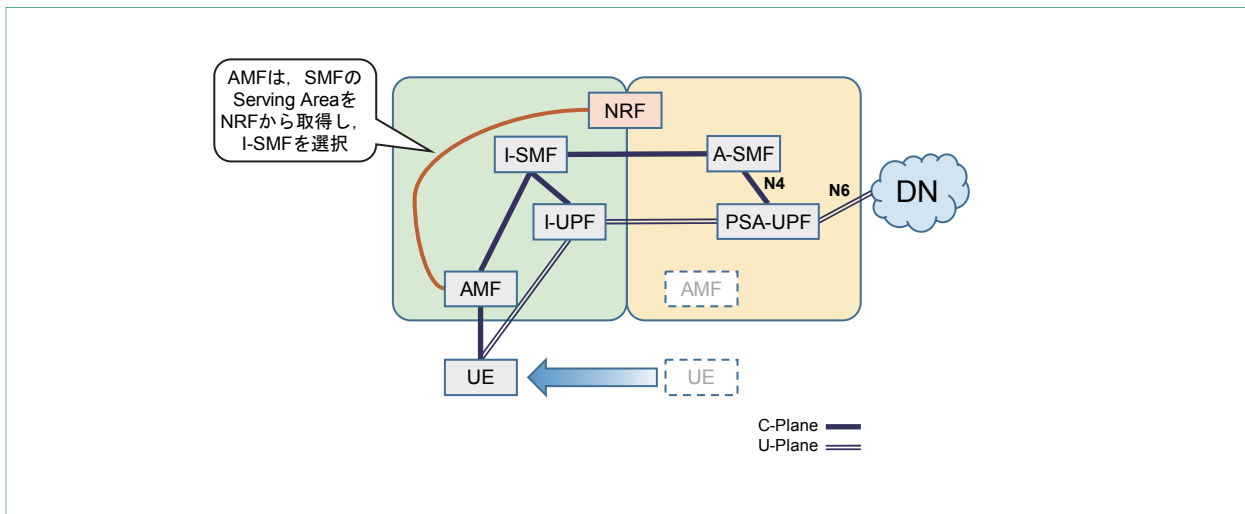 AMFは，SMFの
Serving Areaを
NRFから取得し，
I-SMFを選択
NRF
I-SMF
A-SMF
N4
N6
DN
I-UPF
PSA-UPF
AMF
AMF
UE
UE
C-Plane
U-Plane